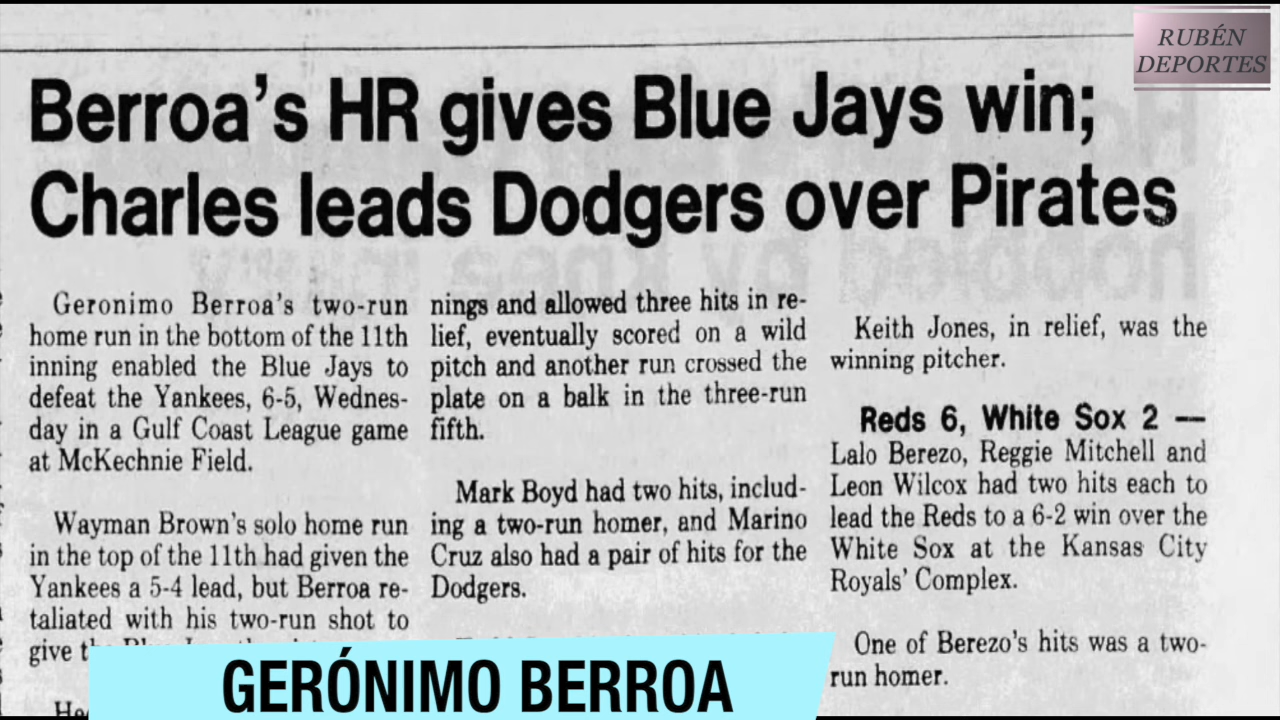 RUBÉN
DEPORTES
Berroa's HR gives Blue Jays win;
Charles leads Dodgers over Pirates
Geronimo Berroa's two-run
home run in the bottom of the 11th
inning enabled the Blue Jays to
defeat the Yankees, 6-5, Wednes-
day in a Gulf Coast League game
at McKechnie Field.
Wayman Brown's solo home run
in the top of the 11th had given the
Yankees a 5-4 lead, but Berroa re-
taliated with his two-run shot to
give
nings and allowed three hits in re-
lief, eventually scored on a wild
pitch and another run crossed the
plate on a balk in the three-run
fifth.
Mark Boyd had two hits, includ-
ing a two-run homer, and Marino
Cruz also had a pair of hits for the
Dodgers.
Keith Jones, in relief, was the
winning pitcher.
Reds 6, White Sox 2 —
Lalo Berezo, Reggie Mitchell and
Leon Wilcox had two hits each to
lead the Reds to a 6-2 win over the
White Sox at the Kansas City
Royals' Complex.
One of Berezo's hits was a two-
run homer.
GERÓNIMO BERROA